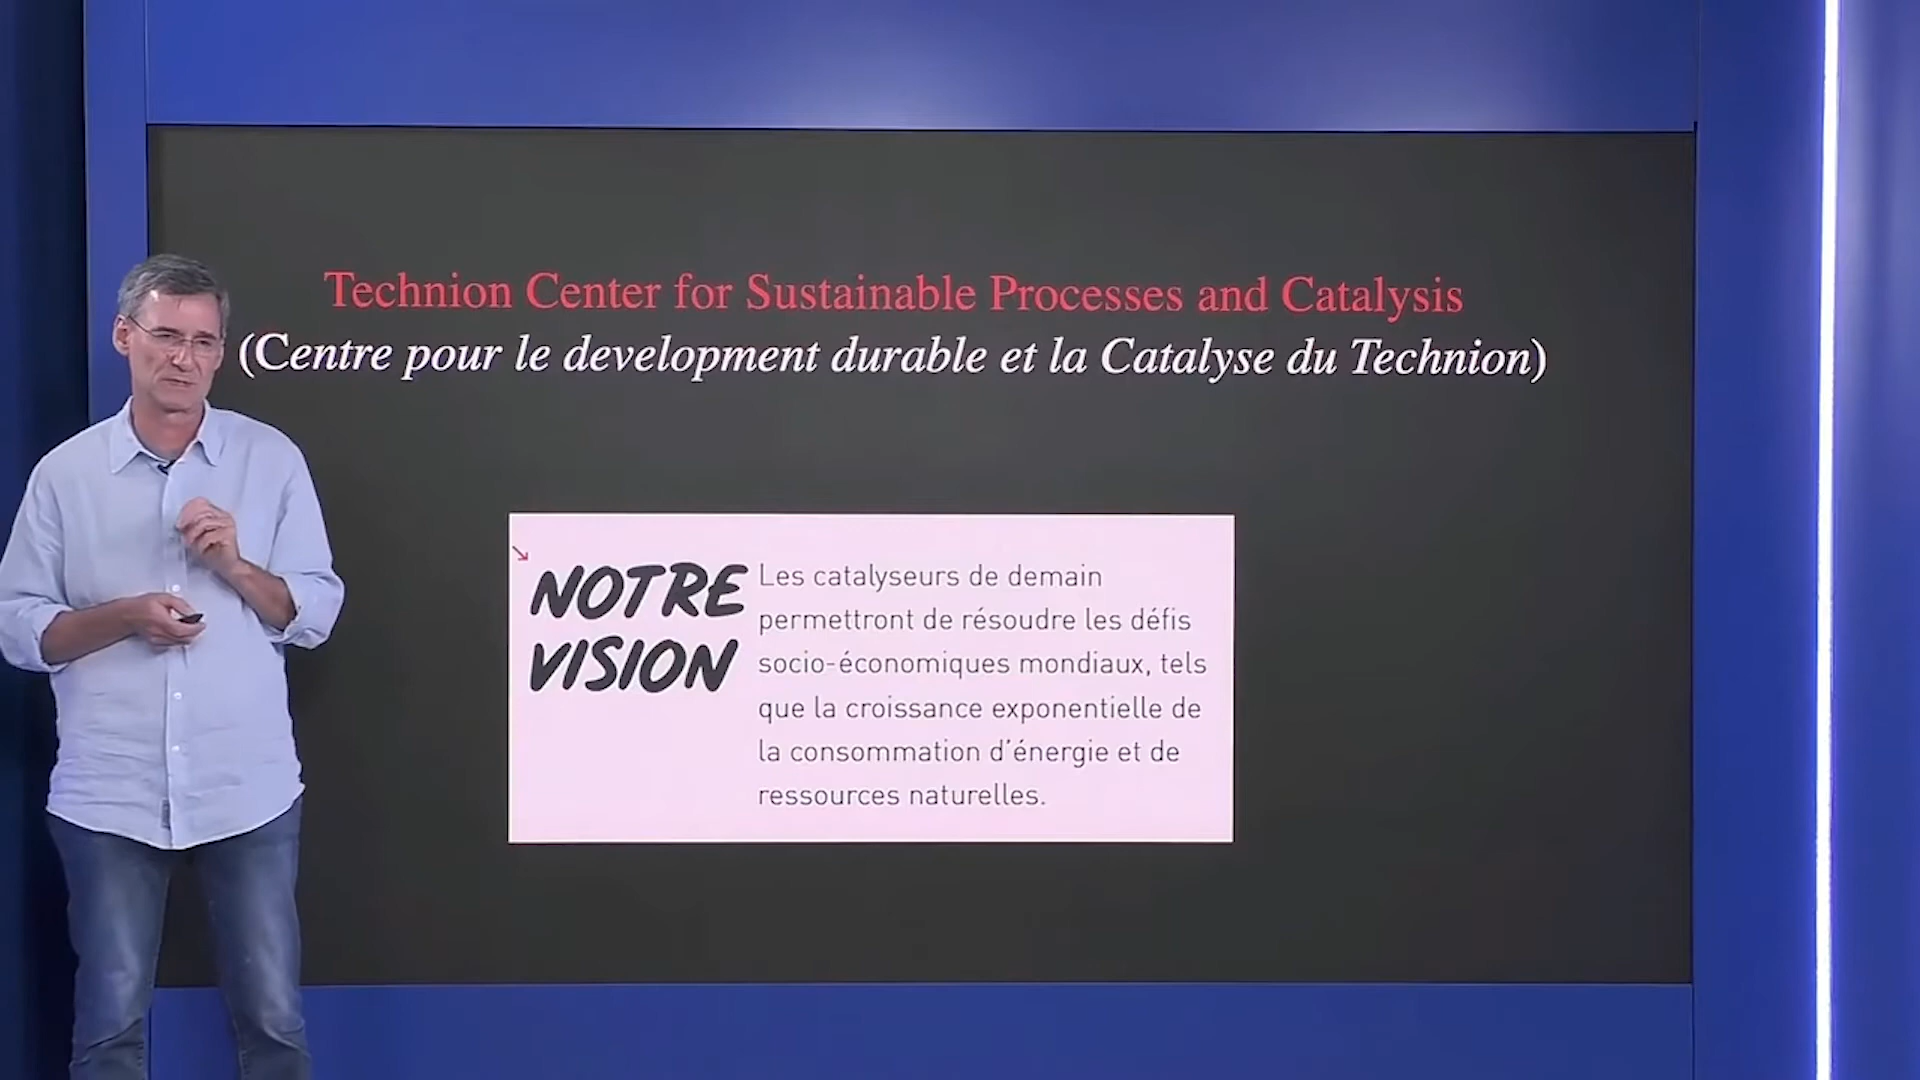 Technion Center for Sustainable Processes and Catalysis
(Centre pour le development durable et la Catalyse du Technion)
NOTRE
VISION
Les catalyseurs de demain
permettront de résoudre les défis
socio-économiques mondiaux, tels
que la croissance exponentielle de
la consommation d'énergie et de
ressources naturelles.